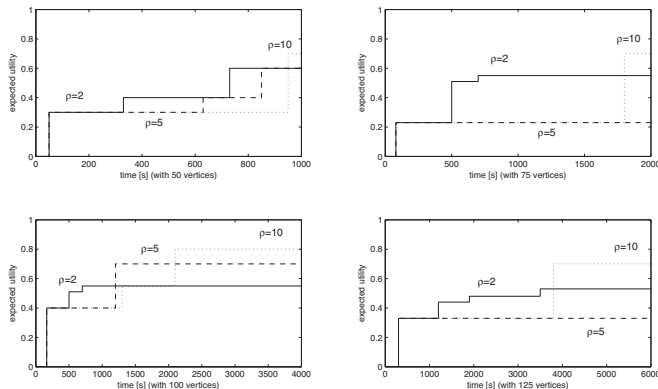 1
0.8
0.6
0.4
0.2
0
expected utility
ρ=10
ρ=2
ρ=5
200 400 600 800 1000
time [s] (with 50 vertices)
1
0.8
0.6
0.4
0.2
0
expected utility
ρ=10
ρ=2
ρ=5
0 500 1000 1500 2000
time [s] (with 75 vertices)
1
0.8
0.6
0.4
0.2
0
expected utility
ρ=10
ρ=5
ρ=2
500 1000 1500 2000 2500 3000 3500 4000
time [s] (with 100 vertices)
1
0.8
0.6
0.4
0.2
0
expected utility
ρ=10
ρ=2
ρ=5
0 1000 2000 3000 4000 5000 6000
time [s] (with 125 vertices)